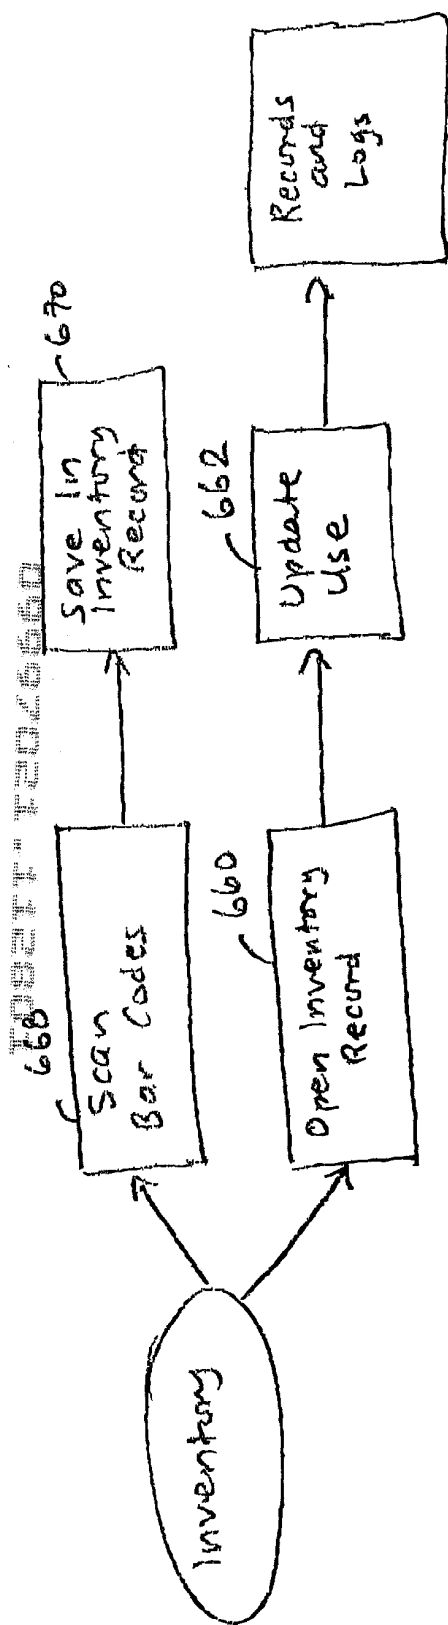 Inventory
668
Scan
Bar Codes
670
Save In
Inventory
Record
660
Open Inventory
Record
662
Update
Use
Records
and
Logs